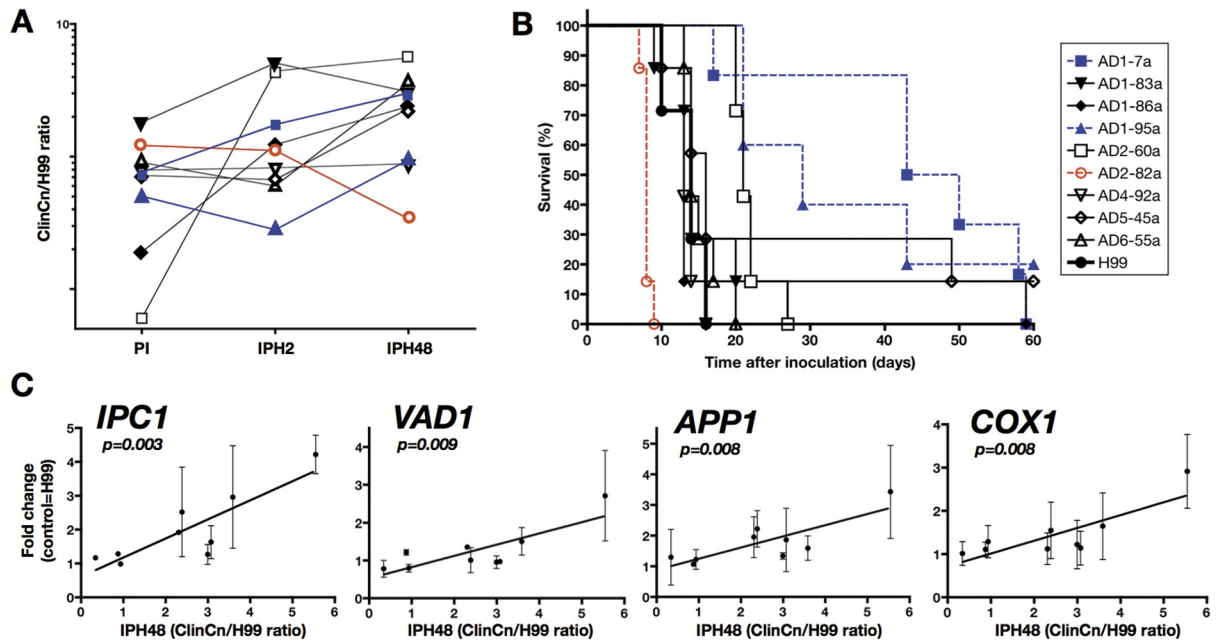 A
10
ClinCn/H99 ratio
PI
IPH2
IPH48
B
100
90
80
70
60
50
40
30
20
10
0
Survival (%)
0
10
20
30
40
50
60
Time after inoculation (days)
AD1-7a
AD1-83a
AD1-86a
AD1-95a
AD2-60a
AD2-82a
AD4-92a
AD5-45a
AD6-55a
H99
C
IPC1
p=0.003
Fold change
(control=H99)
5
4
3
2
1
0
0 1 2 3 4 5 6
IPH48 (ClinCn/H99 ratio)
VAD1
p=0.009
4
3
2
1
0
0 1 2 3 4 5 6
IPH48 (ClinCn/H99 ratio)
APP1
p=0.008
5
4
3
2
1
0
0 1 2 3 4 5 6
IPH48 (ClinCn/H99 ratio)
COX1
p=0.008
4
3
2
1
0
0 1 2 3 4 5 6
IPH48 (ClinCn/H99 ratio)